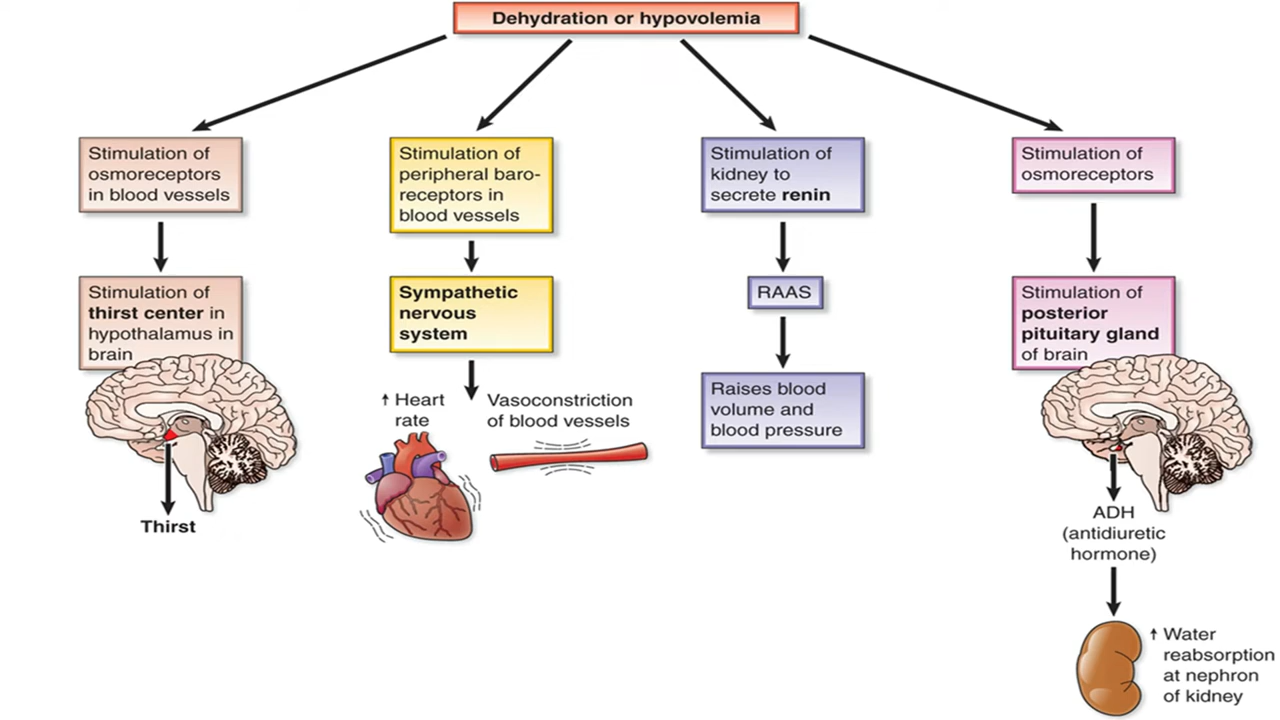 Dehydration or hypovolemia
Stimulation of
osmoreceptors
in blood vessels
Stimulation of
thirst center in
hypothalamus in
brain
Thirst
Stimulation of
peripheral baro-
receptors in
blood vessels
Sympathetic
nervous
system
↑ Heart
rate
Vasoconstriction
of blood vessels
Stimulation of
kidney to
secrete renin
RAAS
Raises blood
volume and
blood pressure
Stimulation of
osmoreceptors
Stimulation of
posterior
pituitary gland
of brain
ADH
(antidiuretic
hormone)
↑ Water
reabsorption
at nephron
of kidney